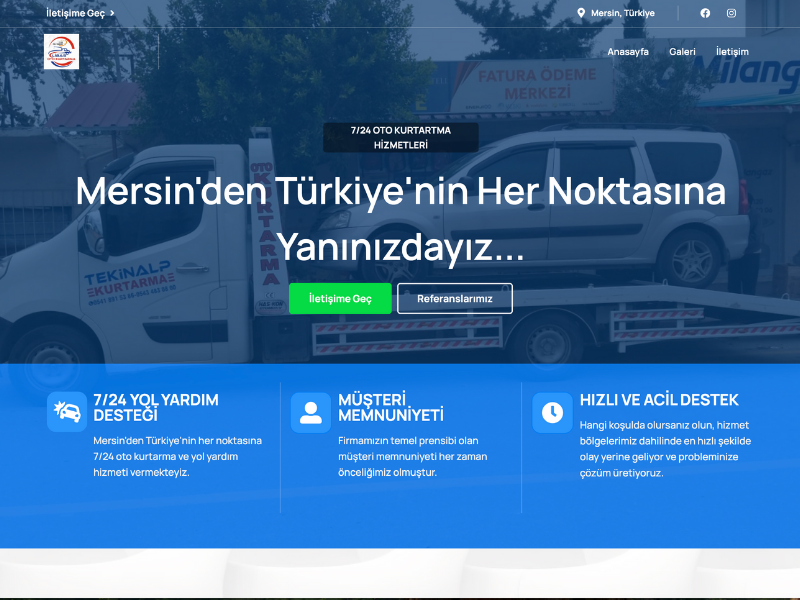 İletişime Geç
Mersin, Türkiye
Anasayfa
Galeri
İletişim
FATURA ÖDEME
MERKEZİ
Milang
7/24 OTO KURTARTMA
HİZMETLERİ
Mersin'den Türkiye'nin Her Noktasına
Yanınızdayız...
OTO KURTARMA
TEKİNALP
KURTARMA
İletişime Geç
Referanslarımız
7/24 YOL YARDIM
DESTEĞİ
Mersin'den Türkiye'nin her noktasına
7/24 oto kurtarma ve yol yardım
hizmeti vermekteyiz.
MÜŞTERİ
MEMNUNİYETİ
Firmamızın temel prensibi olan
müşteri memnuniyeti her zaman
önceliğimiz olmuştur.
HIZLI VE ACİL DESTEK
Hangi koşulda olursanız olun, hizmet
bölgelerimiz dahilinde en hızlı şekilde
olay yerine geliyor ve probleminize
çözüm üretiyoruz.